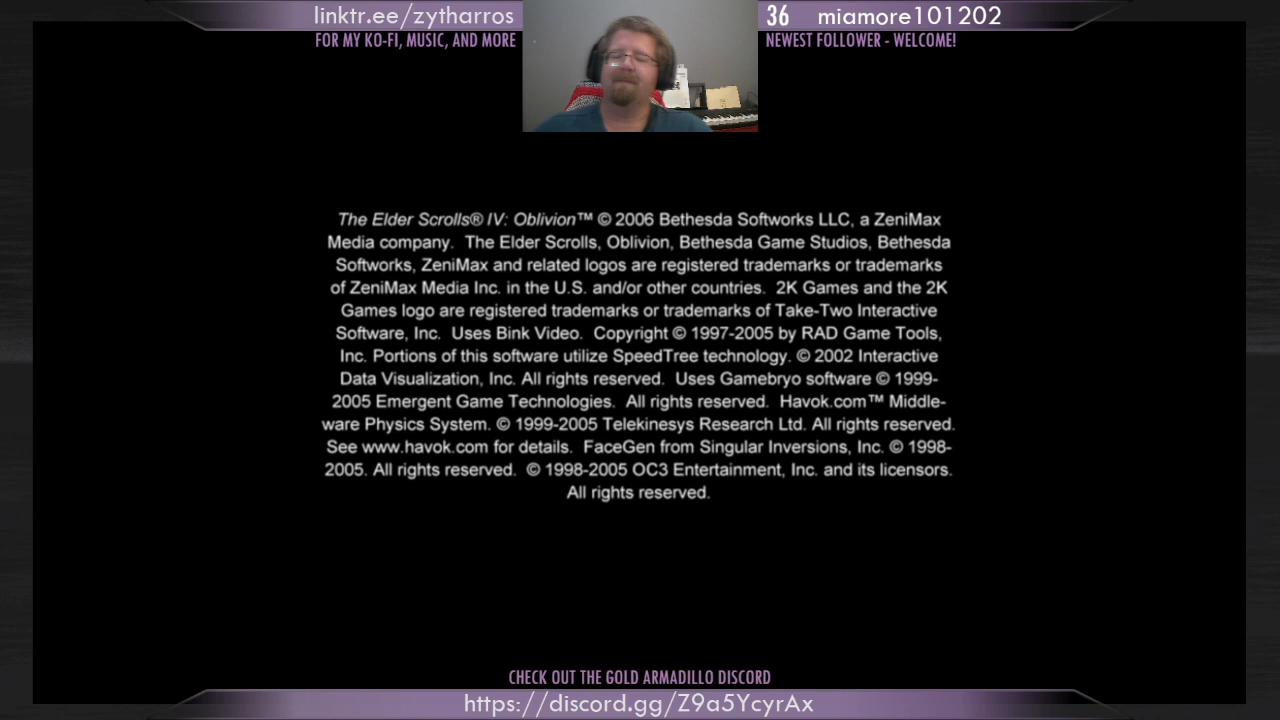 linktr.ee/zytharros
FOR MY KO-FI, MUSIC, AND MORE
36 miamore101202
NEWEST FOLLOWER - WELCOME!
The Elder Scrolls® IV: Oblivion™ © 2006 Bethesda Softworks LLC, a ZeniMax
Media company. The Elder Scrolls, Oblivion, Bethesda Game Studios, Bethesda
Softworks, ZeniMax and related logos are registered trademarks or trademarks
of ZeniMax Media Inc. in the U.S. and/or other countries. 2K Games and the 2K
Games logo are registered trademarks or trademarks of Take-Two Interactive
Software, Inc. Uses Bink Video. Copyright © 1997-2005 by RAD Game Tools,
Inc. Portions of this software utilize SpeedTree technology. © 2002 Interactive
Data Visualization, Inc. All rights reserved. Uses Gamebryo software © 1999-
2005 Emergent Game Technologies. All rights reserved. Havok.com™ Middle-
ware Physics System. © 1999-2005 Telekinesys Research Ltd. All rights reserved.
See www.havok.com for details. FaceGen from Singular Inversions, Inc. © 1998-
2005. All rights reserved. © 1998-2005 OC3 Entertainment, Inc. and its licensors.
All rights reserved.
CHECK OUT THE GOLD ARMADILLO DISCORD
https://discord.gg/Z9a5YcyrAx